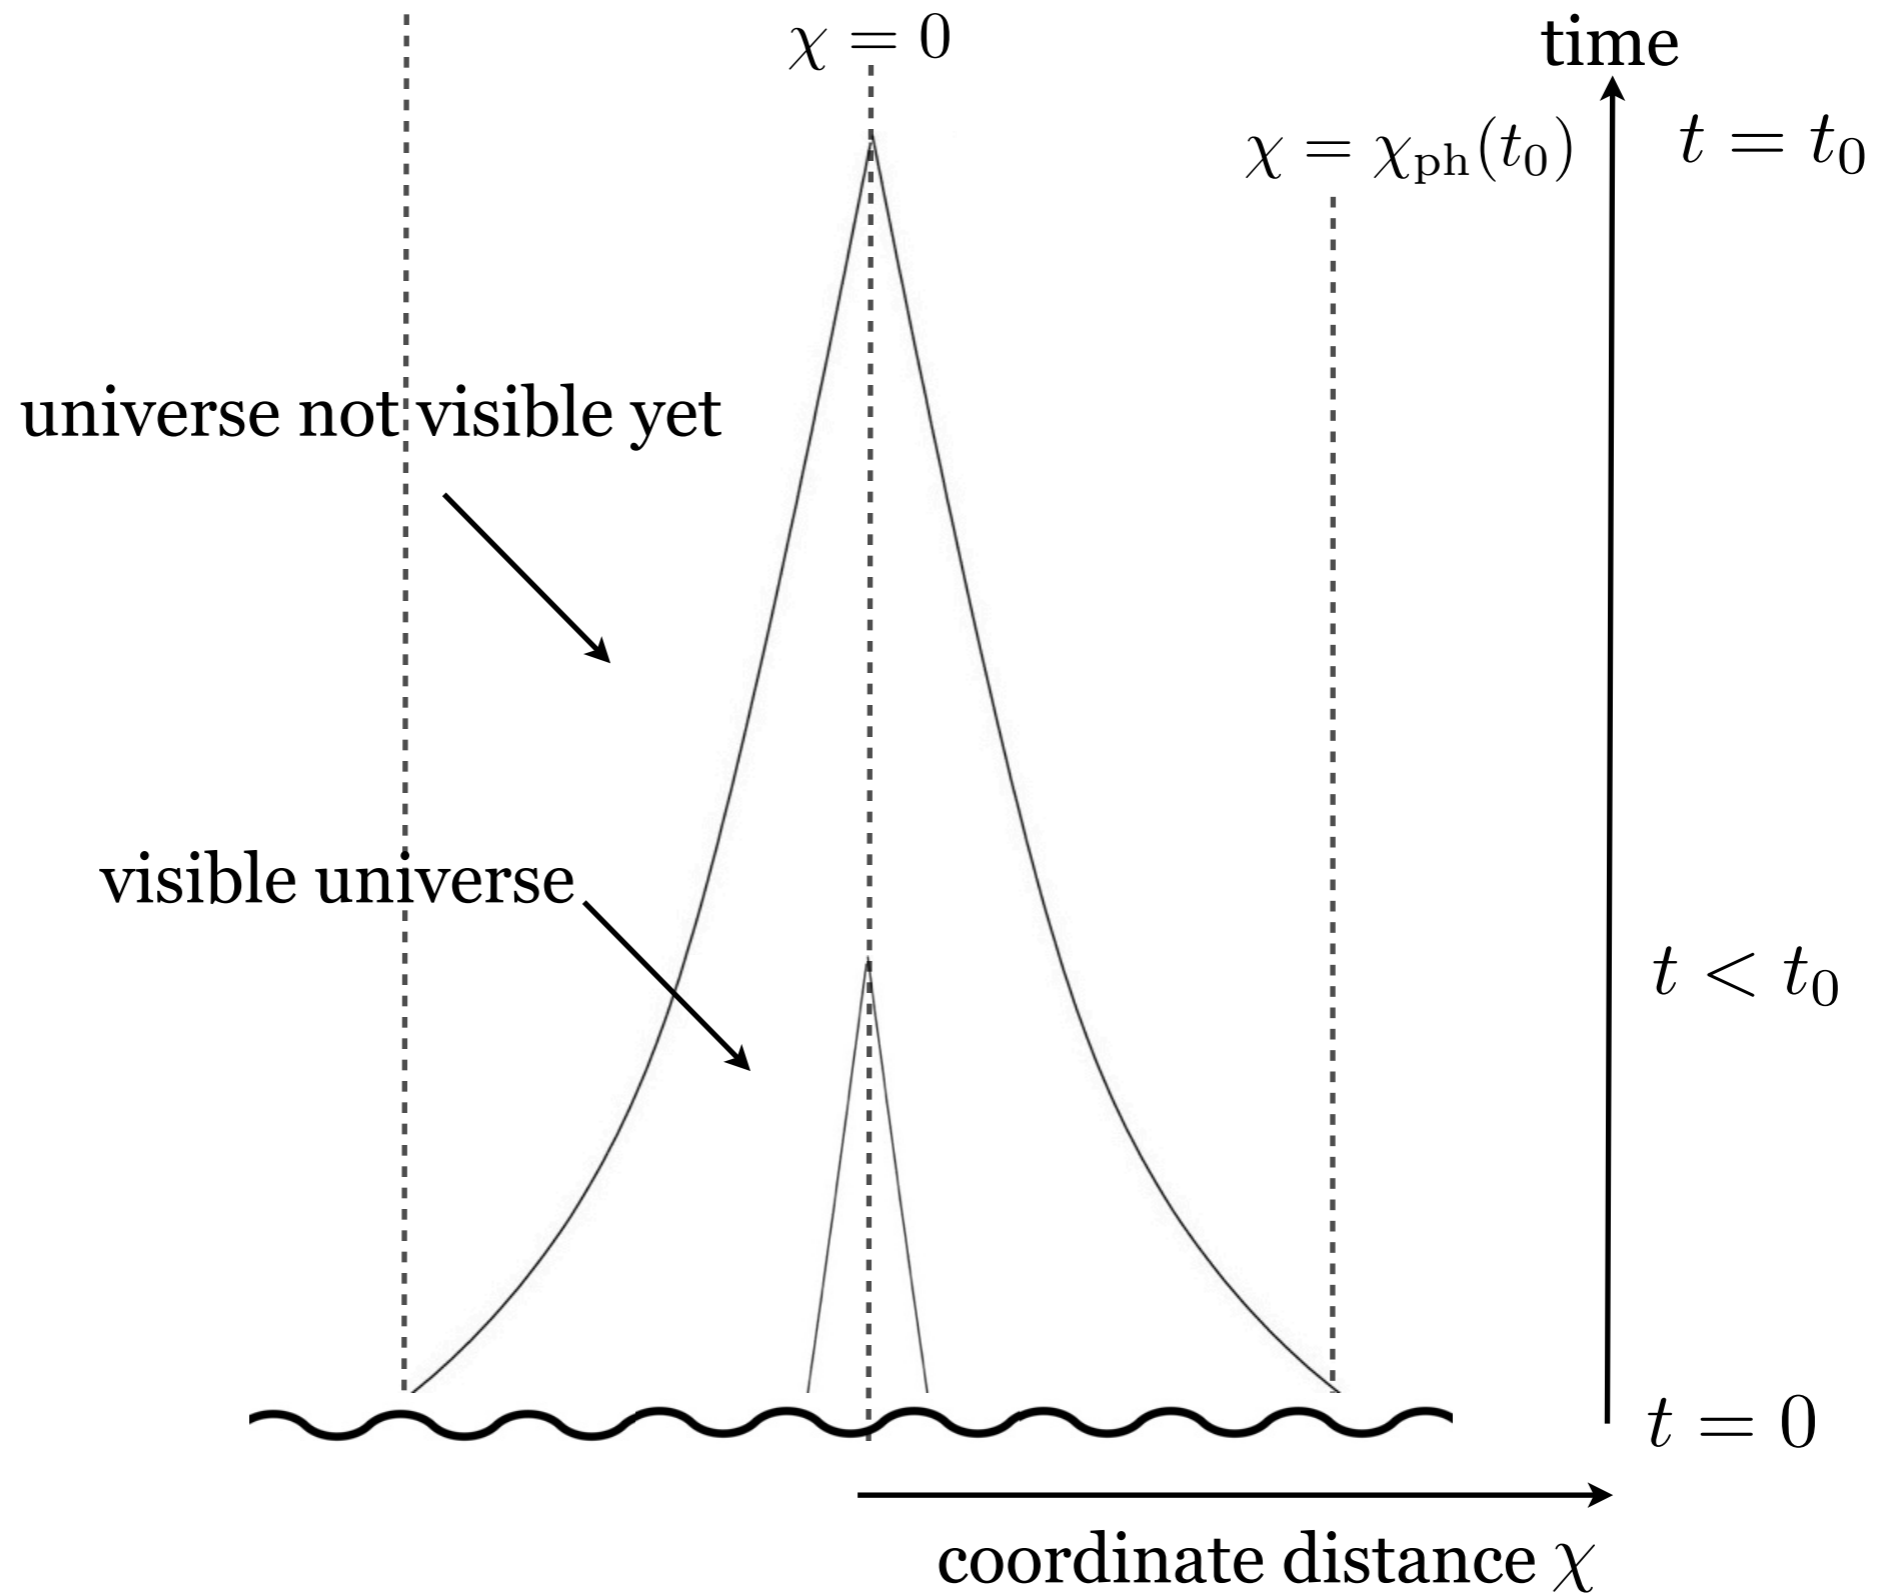 χ = 0
time
χ = χ_ph(t_0)
t = t_0
universe not visible yet
visible universe
t < t_0
t = 0
coordinate distance χ